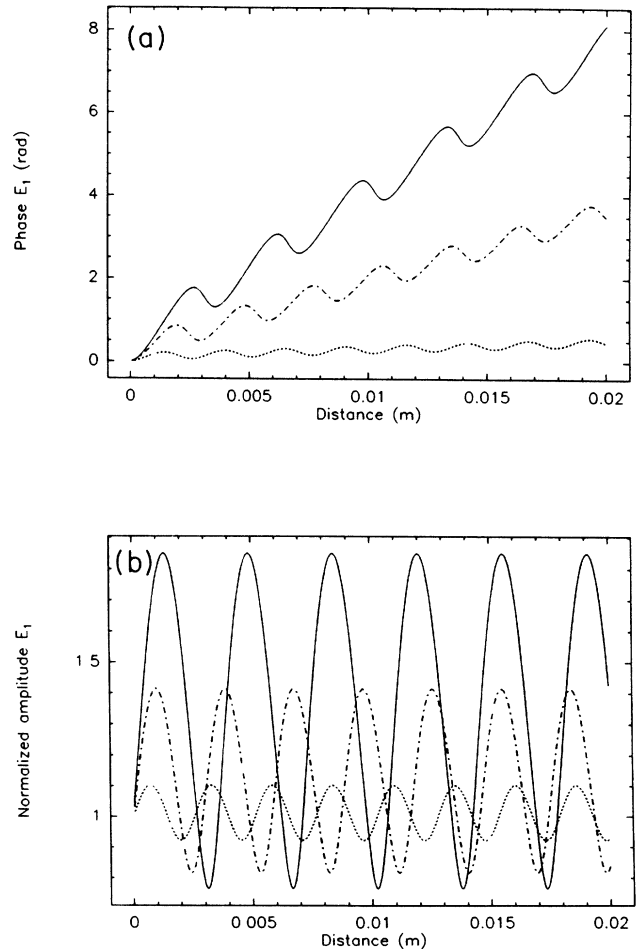 (a)
Phase E₁ (rad)
8
6
4
2
0
0
0.005
0.01
0.015
0.02
Distance (m)
(b)
Normalized amplitude E₁
1 5
1
0
0 005
0.01
0.015
0.02
Distance (m)